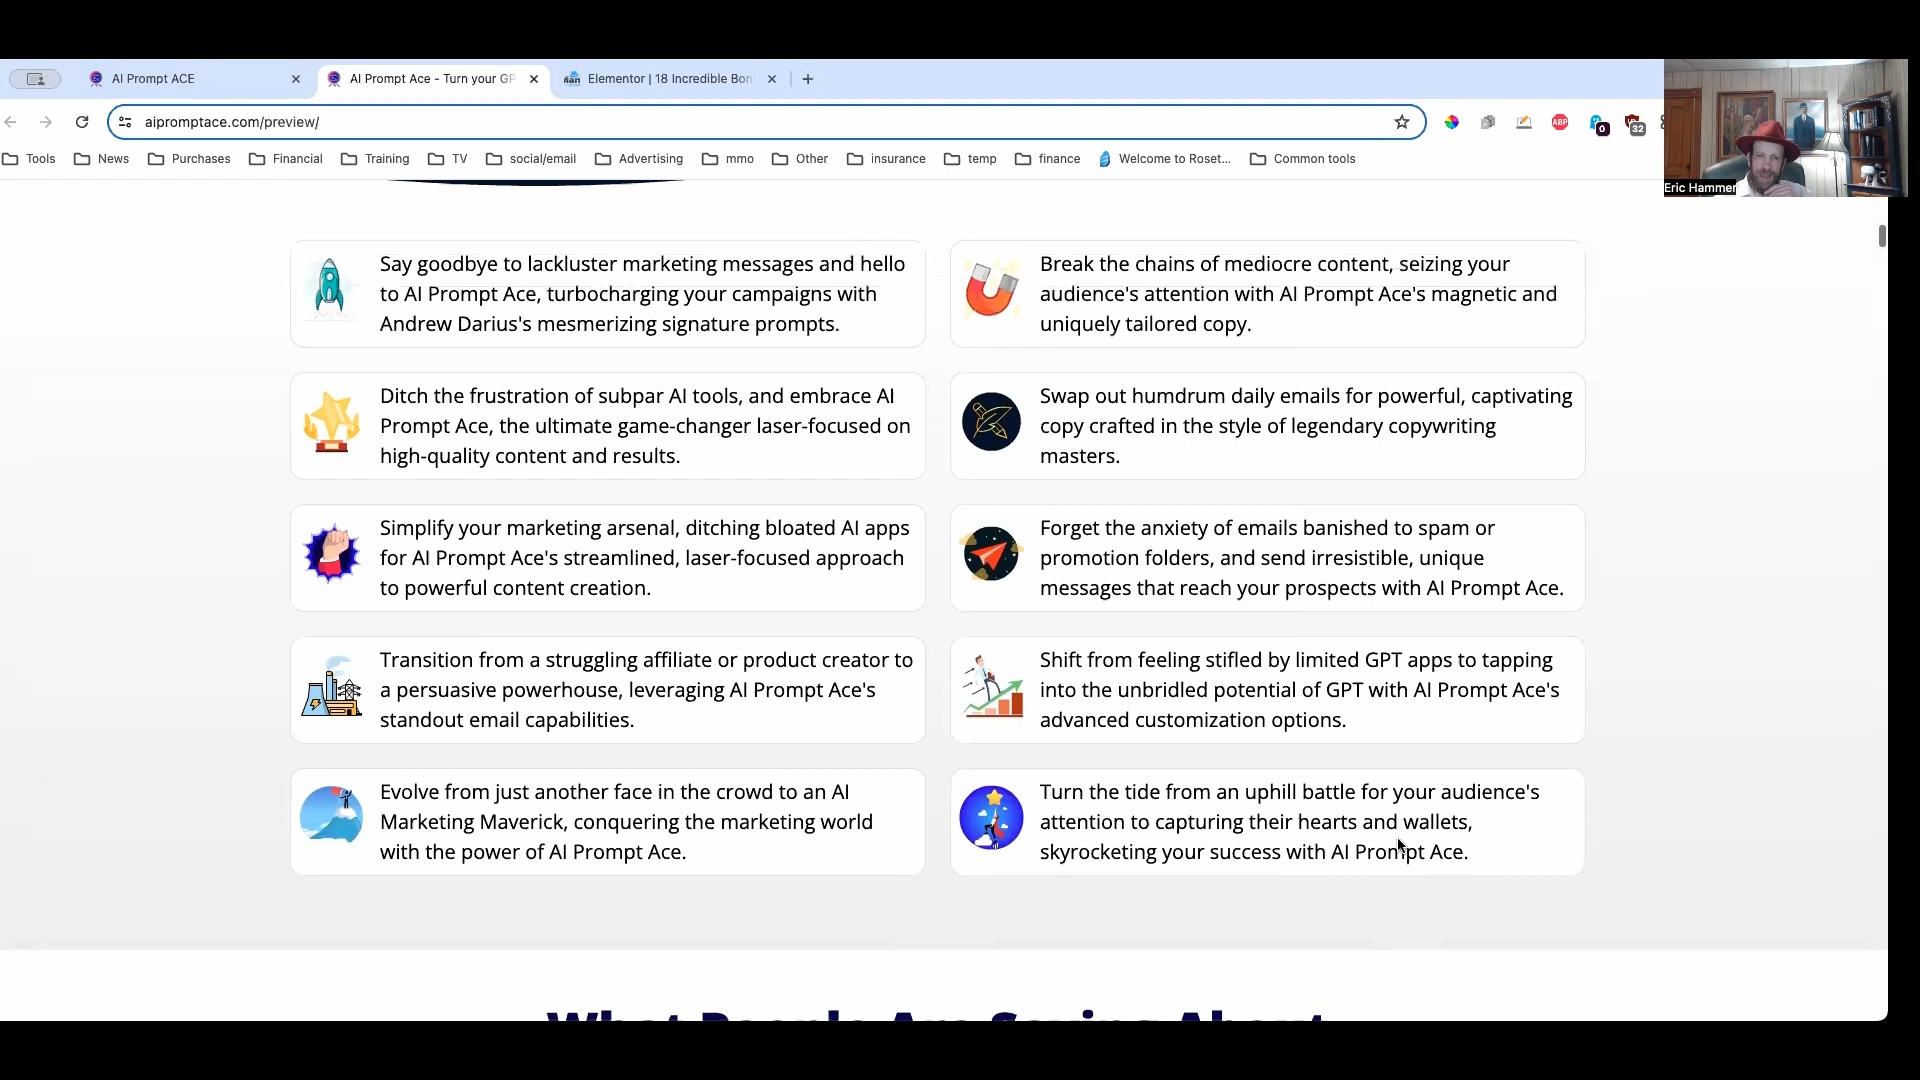 AI Prompt ACE
AI Prompt Ace - Turn your GP
Elementor | 18 Incredible Bon
aipromptace.com/preview/
ABP
0
32
Tools
News
Purchases
Financial
Training
TV
social/email
Advertising
mmo
Other
insurance
temp
finance
Welcome to Roset...
Common tools
Eric Hammer
Say goodbye to lackluster marketing messages and hello
to AI Prompt Ace, turbocharging your campaigns with
Andrew Darius's mesmerizing signature prompts.
Break the chains of mediocre content, seizing your
audience's attention with AI Prompt Ace's magnetic and
uniquely tailored copy.
Ditch the frustration of subpar AI tools, and embrace AI
Prompt Ace, the ultimate game-changer laser-focused on
high-quality content and results.
Swap out humdrum daily emails for powerful, captivating
copy crafted in the style of legendary copywriting
masters.
Simplify your marketing arsenal, ditching bloated AI apps
for AI Prompt Ace's streamlined, laser-focused approach
to powerful content creation.
Forget the anxiety of emails banished to spam or
promotion folders, and send irresistible, unique
messages that reach your prospects with AI Prompt Ace.
Transition from a struggling affiliate or product creator to
a persuasive powerhouse, leveraging AI Prompt Ace's
standout email capabilities.
Shift from feeling stifled by limited GPT apps to tapping
into the unbridled potential of GPT with AI Prompt Ace's
advanced customization options.
Evolve from just another face in the crowd to an AI
Marketing Maverick, conquering the marketing world
with the power of AI Prompt Ace.
Turn the tide from an uphill battle for your audience's
attention to capturing their hearts and wallets,
skyrocketing your success with AI Prompt Ace.
What People Are Saying About